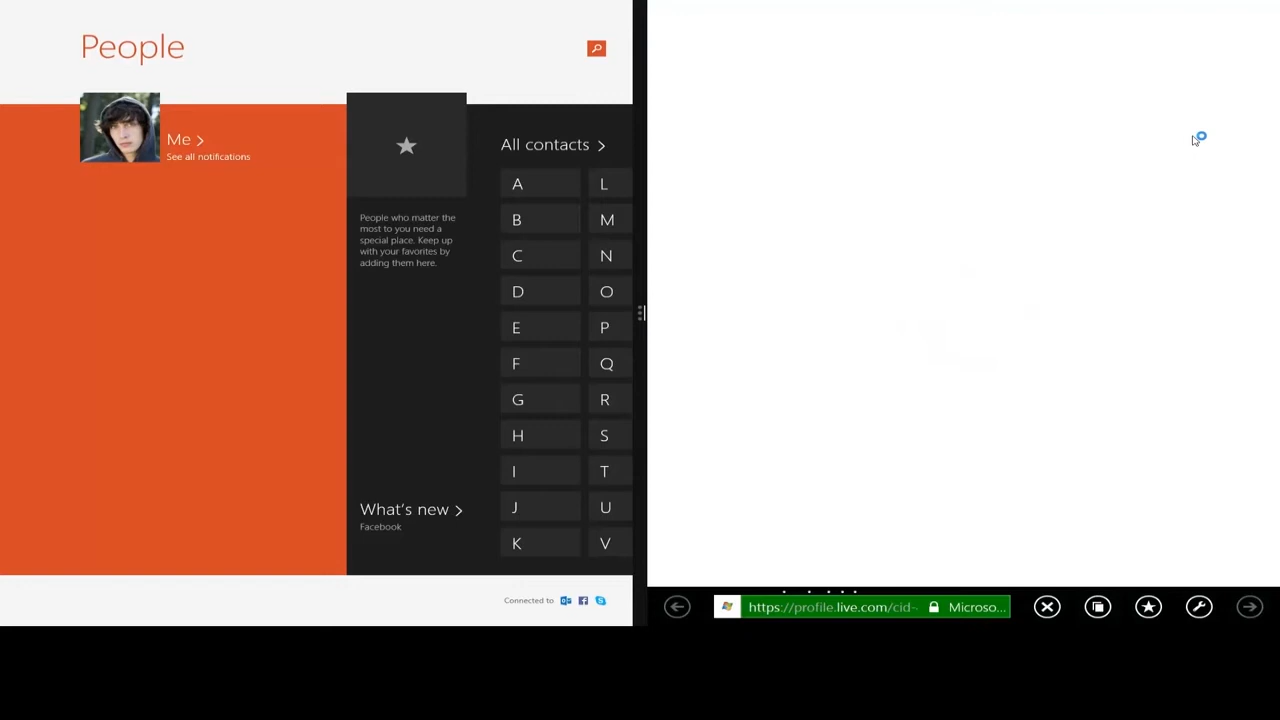 People
Me
See all notifications
People who matter the
most to you need a
special place. Keep up
with your favorites by
adding them here.
What's new
Facebook
All contacts
A
B
C
D
E
F
G
H
I
J
K
L
M
N
O
P
Q
R
S
T
U
V
Connected to
https://profile.live.com/cid-
Microso...